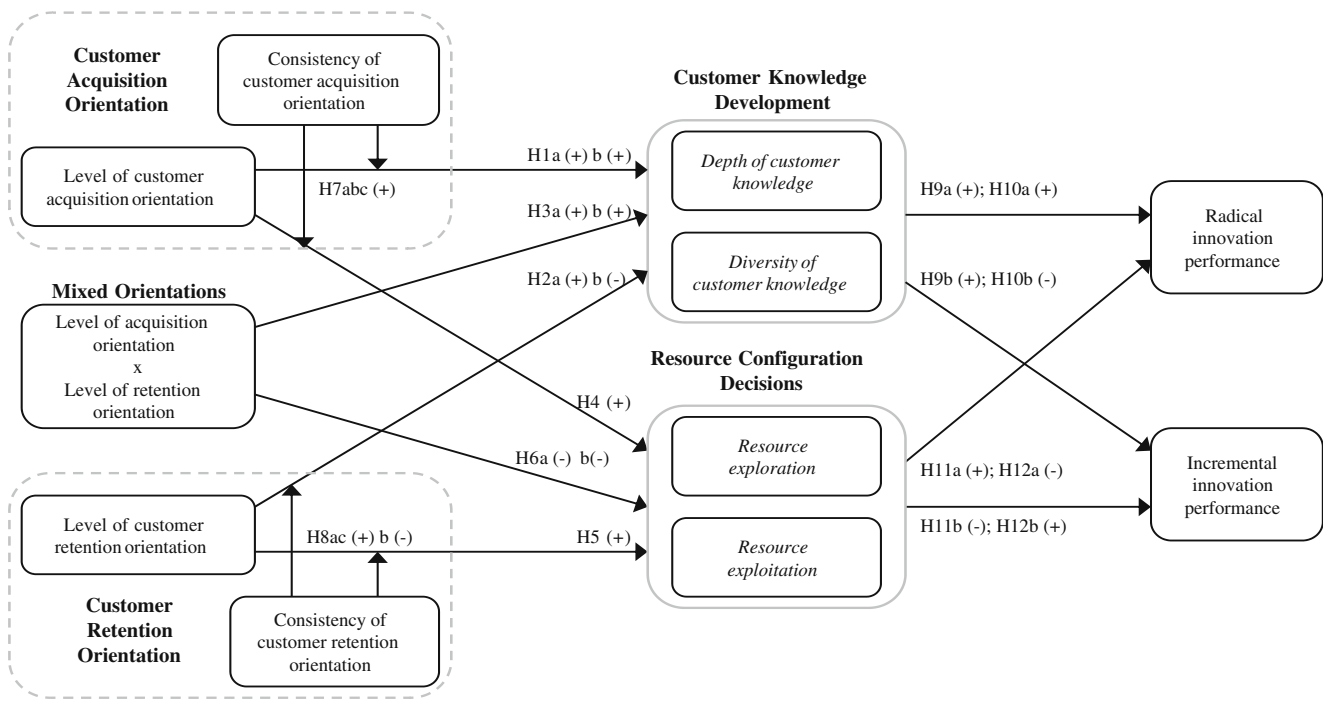 Customer
Acquisition
Orientation
Consistency of
customer acquisition
orientation
Level of customer
acquisition orientation
H7abc (+)
Mixed Orientations
Level of acquisition
orientation
x
Level of retention
orientation
Level of customer
retention orientation
H8ac (+) b (-)
Customer
Retention
Orientation
Consistency of
customer retention
orientation
H1a (+) b (+)
H3a (+) b (+)
H2a (+) b (-)
H4 (+)
H6a (-) b(-)
H5 (+)
Customer Knowledge
Development
Depth of customer
knowledge
Diversity of
customer knowledge
Resource Configuration
Decisions
Resource
exploration
Resource
exploitation
H9a (+); H10a (+)
H9b (+); H10b (-)
H11a (+); H12a (-)
H11b (-); H12b (+)
Radical
innovation
performance
Incremental
innovation
performance